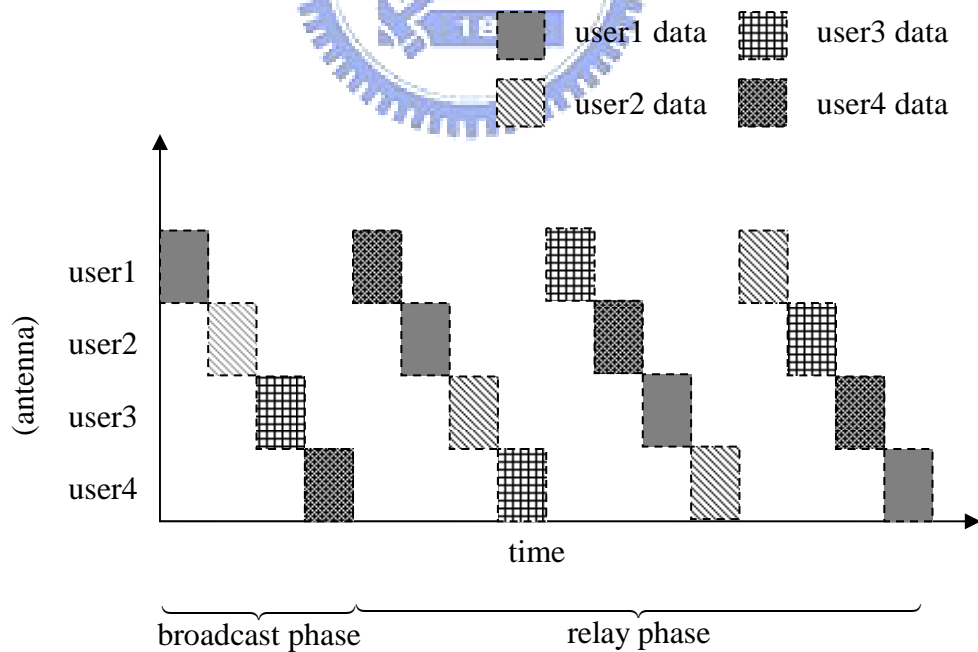 user1 data
user3 data
user2 data
user4 data
user1
user2
user3
user4
(antenna)
time
broadcast phase
relay phase